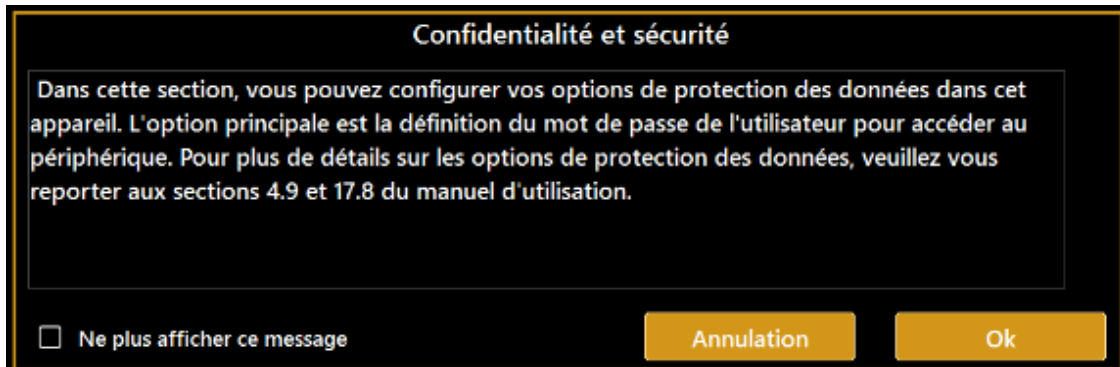 Confidentialité et sécurité
Dans cette section, vous pouvez configurer vos options de protection des données dans cet
appareil. L'option principale est la définition du mot de passe de l'utilisateur pour accéder au
périphérique. Pour plus de détails sur les options de protection des données, veuillez vous
reporter aux sections 4.9 et 17.8 du manuel d'utilisation.
Ne plus afficher ce message
Annulation
Ok